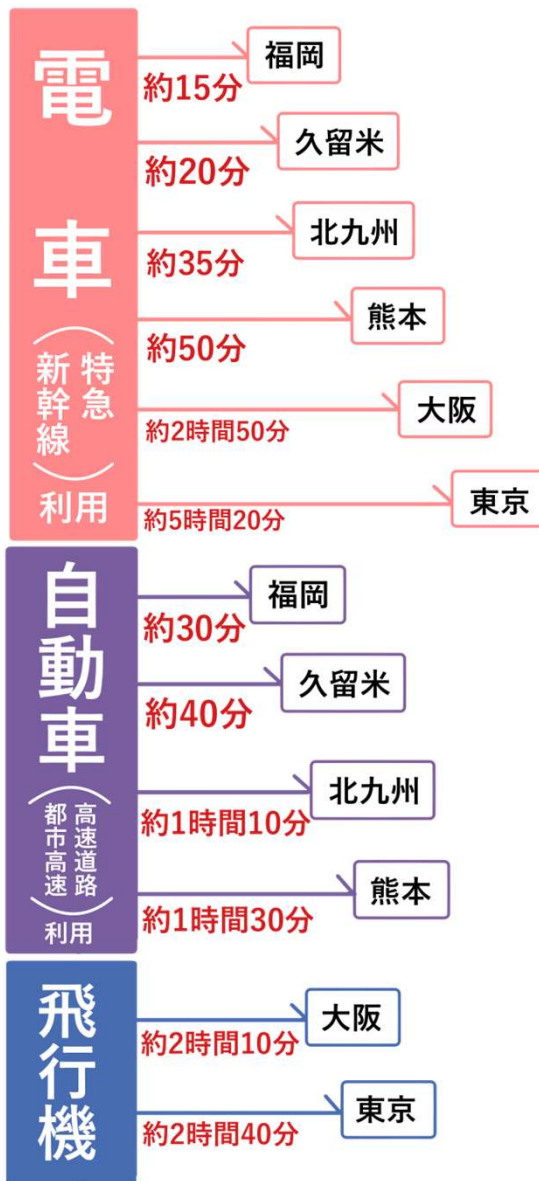 電車
（特急
新幹線）
利用
福岡
約15分
久留米
約20分
北九州
約35分
熊本
約50分
大阪
約2時間50分
東京
約5時間20分
自動車
（高速道路
都市高速）
利用
福岡
約30分
久留米
約40分
北九州
約1時間10分
熊本
約1時間30分
飛行機
大阪
約2時間10分
東京
約2時間40分